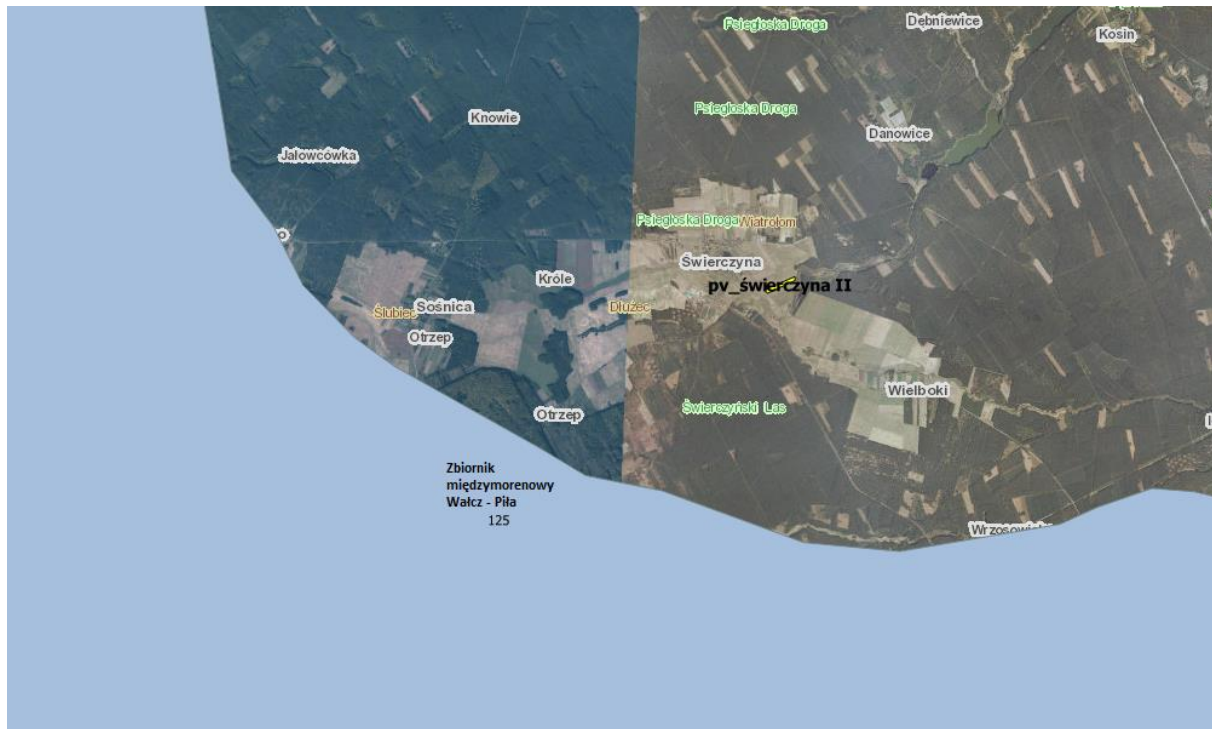 Psiegłoska Droga
Dębniewice
Kosin
Knowie
Psiegłoska Droga
Danowice
Jałowcówka
Psiegłoska Droga
Wiatrołom
o
Świerczyna
Króle
pv_świerczyna II
Ślubiec
Sośnica
Dłużec
Otrzep
Wielboki
Otrzep
Świerczyński Las
Zbiornik
międzymorenowy
Wałcz - Piła
125